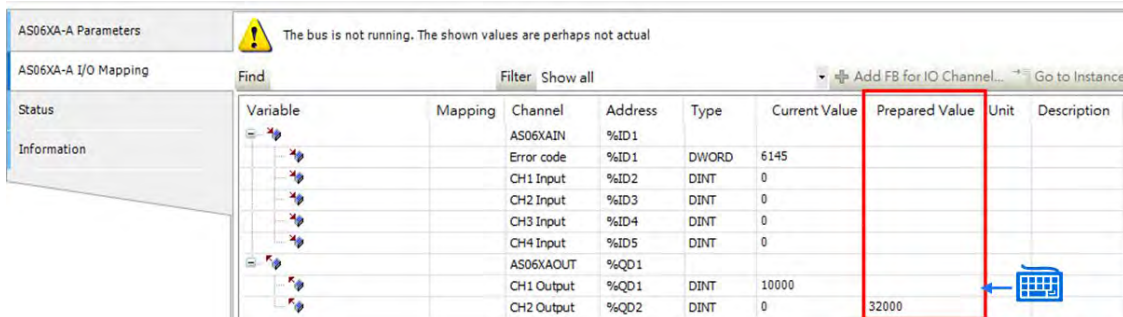 AS06XA-A Parameters
The bus is not running. The shown values are perhaps not actual
AS06XA-A I/O Mapping
Find Filter Show all Add FB for IO Channel... Go to Instance
Status
Information
Variable Mapping Channel Address Type Current Value Prepared Value Unit Description
AS06XAIN %ID1
Error code %ID1 DWORD 6145
CH1 Input %ID2 DINT 0
CH2 Input %ID3 DINT 0
CH3 Input %ID4 DINT 0
CH4 Input %ID5 DINT 0
AS06XAOUT %QD1
CH1 Output %QD1 DINT 10000
CH2 Output %QD2 DINT 0 32000